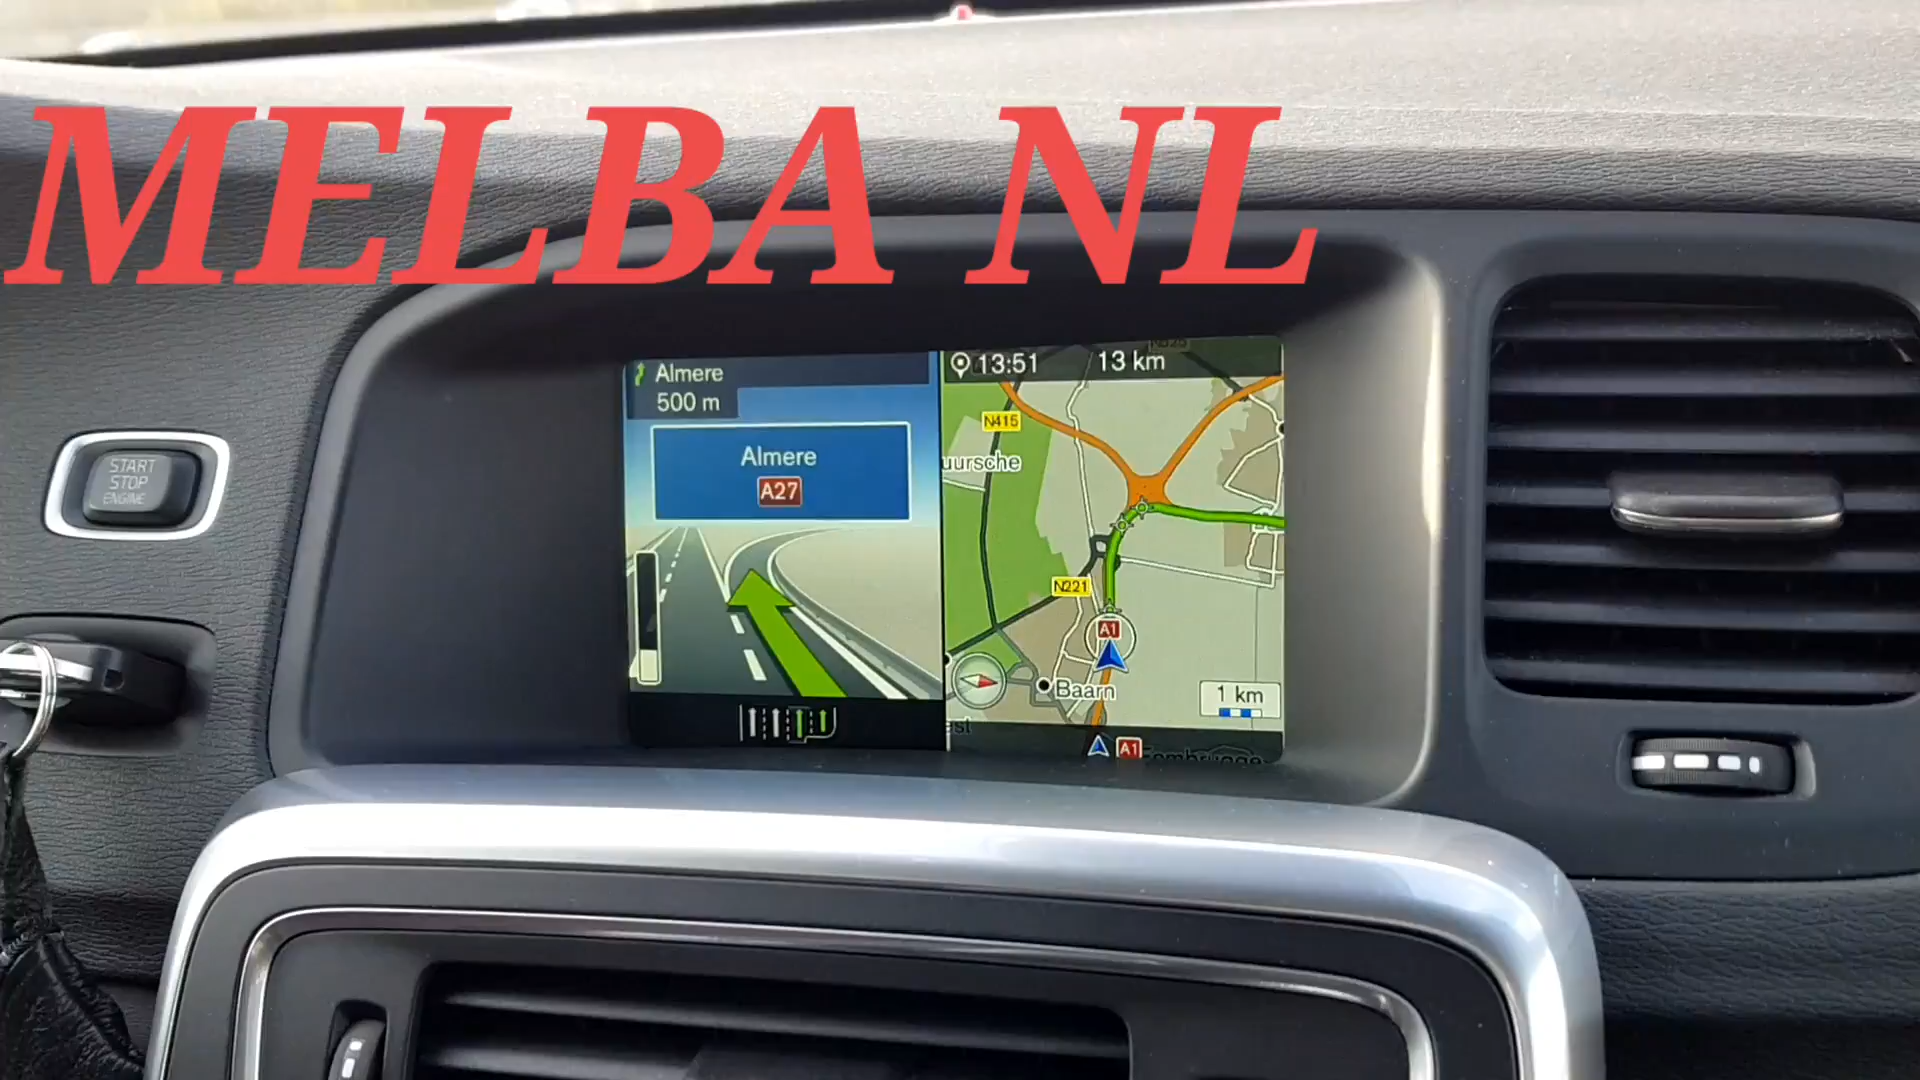 MELBA NL
START
STOP
ENGINE
Almere
500 m
Almere
A27
13:51 13 km
N415
uursche
N221
A1
Baarn
1 km
est
A1